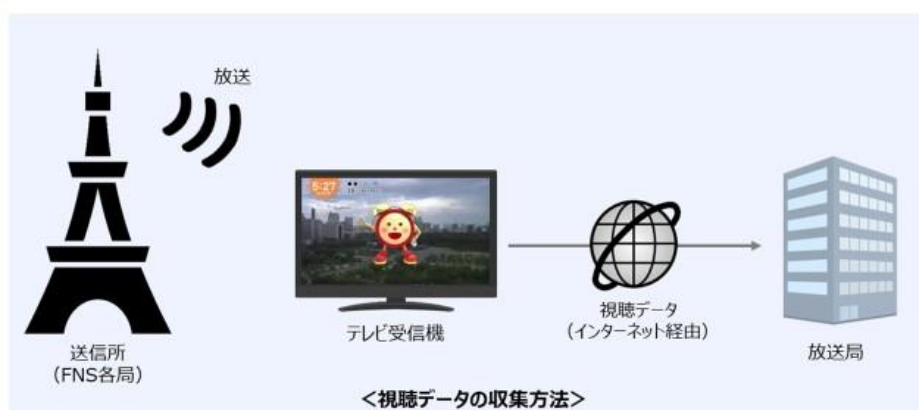 放送
5:27
テレビ受信機
視聴データ
（インターネット経由）
送信所
（FNS各局）
放送局
＜視聴データの収集方法＞